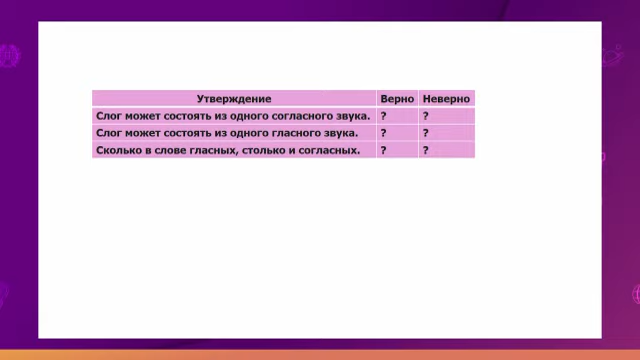 Утверждение Верно Неверно
Слог может состоять из одного согласного звука. ? ?
Слог может состоять из одного гласного звука. ? ?
Сколько в слове гласных, столько и согласных. ? ?